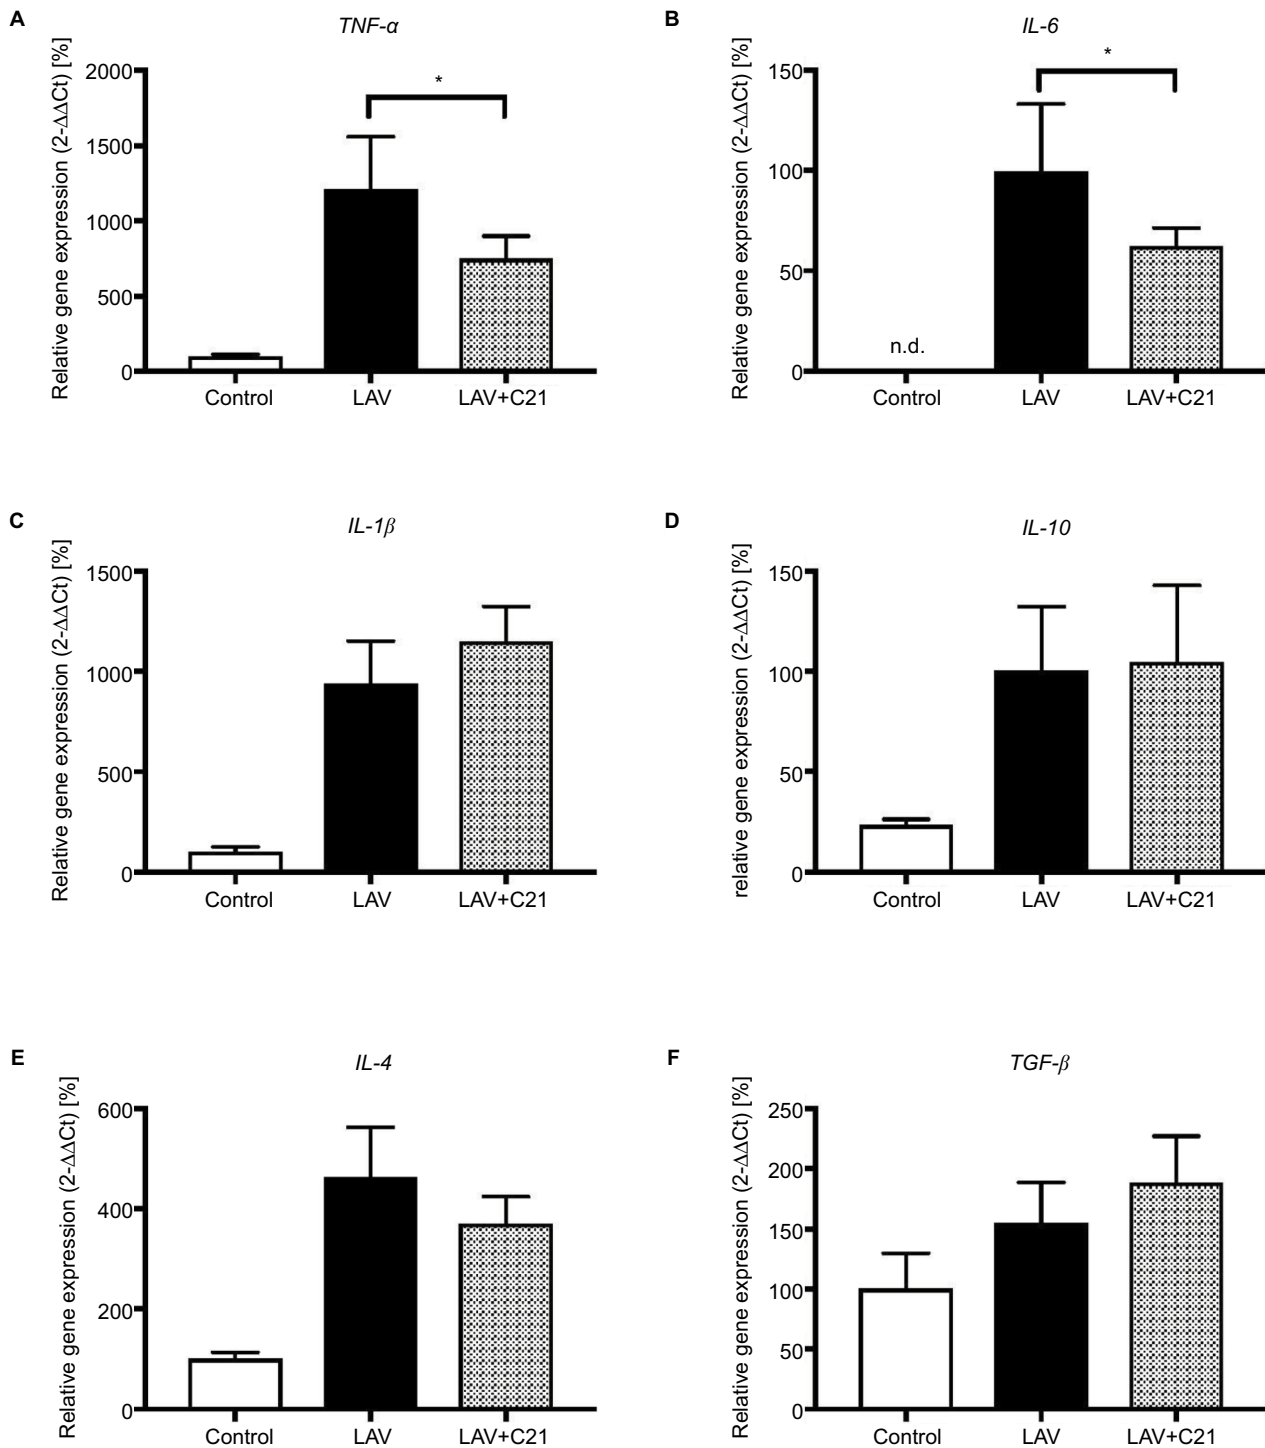 A
TNF-α
Relative gene expression (2-ΔΔCt) [%]
2000
1500
1000
500
0
*
Control
LAV
LAV+C21
B
IL-6
Relative gene expression (2-ΔΔCt) [%]
150
100
50
0
*
n.d.
Control
LAV
LAV+C21
C
IL-1β
Relative gene expression (2-ΔΔCt) [%]
1500
1000
500
0
Control
LAV
LAV+C21
D
IL-10
relative gene expression (2-ΔΔCt) [%]
150
100
50
0
Control
LAV
LAV+C21
E
IL-4
Relative gene expression (2-ΔΔCt) [%]
600
400
200
0
Control
LAV
LAV+C21
F
TGF-β
Relative gene expression (2-ΔΔCt) [%]
250
200
150
100
50
0
Control
LAV
LAV+C21